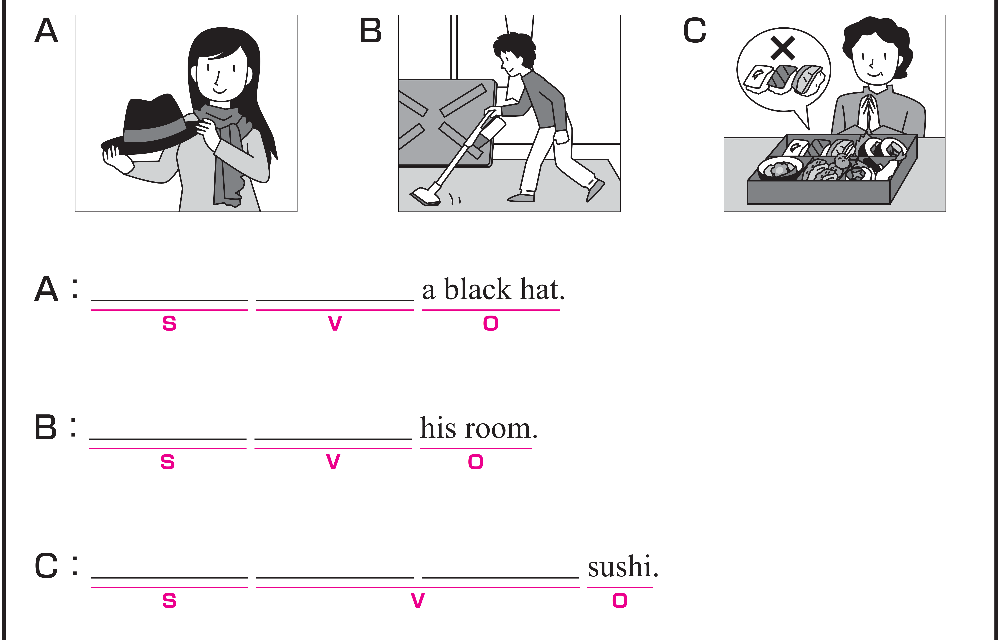 A B C
A : a black hat.
S V O
B : his room.
S V O
C : sushi.
S V O